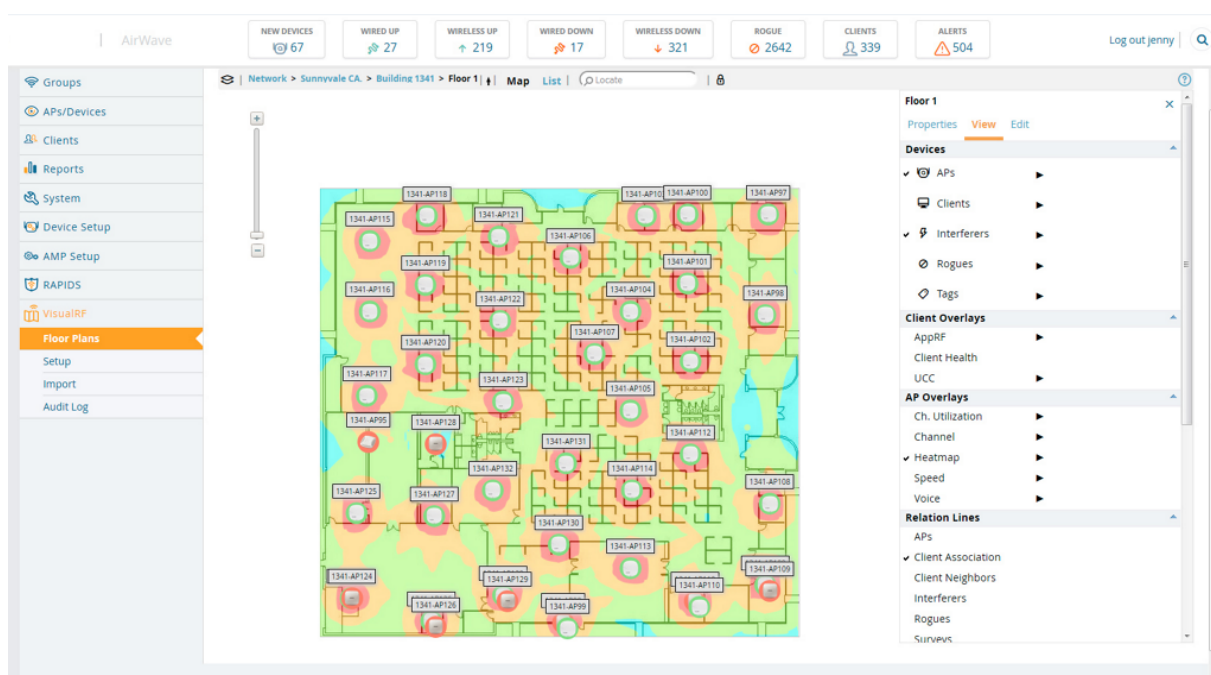 AirWave
NEW DEVICES
67
WIRED UP
27
WIRELESS UP
219
WIRED DOWN
17
WIRELESS DOWN
321
ROGUE
2642
CLIENTS
339
ALERTS
504
Log out jenny
Groups
APs/Devices
Clients
Reports
System
Device Setup
AMP Setup
RAPIDS
VisualRF
Floor Plans
Setup
Import
Audit Log
Network > Sunnyvale CA. > Building 1341 > Floor 1 | Map List | Locate
1341-AP118
1341-AP10
1341-AP100
1341-AP97
1341-AP115
1341-AP121
1341-AP106
1341-AP119
1341-AP101
1341-AP116
1341-AP122
1341-AP104
1341-AP98
1341-AP120
1341-AP107
1341-AP102
1341-AP117
1341-AP123
1341-AP105
1341-AP95
1341-AP128
1341-AP131
1341-AP112
1341-AP132
1341-AP114
1341-AP108
1341-AP125
1341-AP127
1341-AP130
1341-AP113
1341-AP124
1341-AP129
1341-AP110
1341-AP109
1341-AP126
1341-AP99
Floor 1
Properties View Edit
Devices
APs
Clients
Interferers
Rogues
Tags
Client Overlays
AppRF
Client Health
UCC
AP Overlays
Ch. Utilization
Channel
Heatmap
Speed
Voice
Relation Lines
APs
Client Association
Client Neighbors
Interferers
Rogues
Surveys